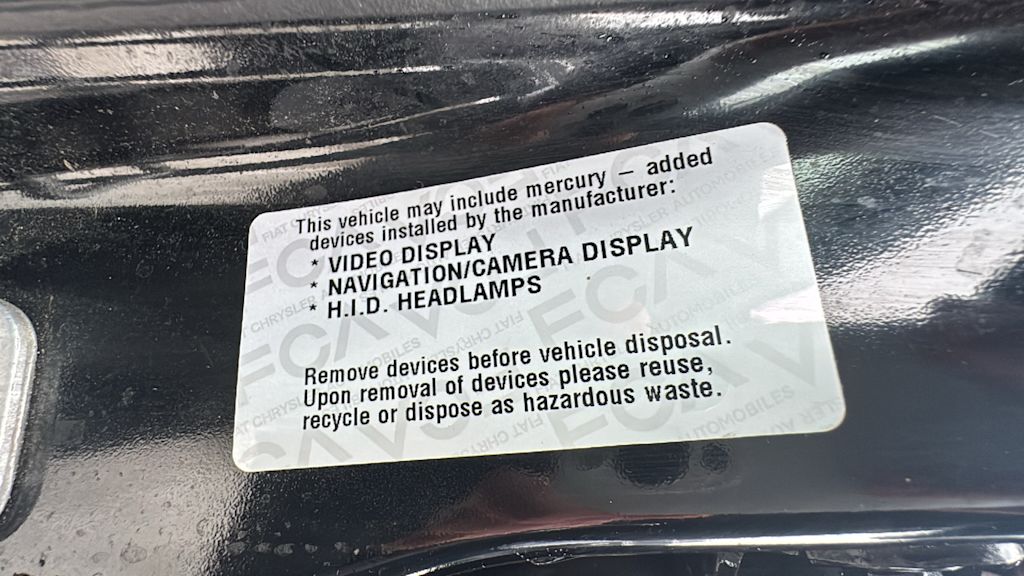 This vehicle may include mercury – added
devices installed by the manufacturer:
* VIDEO DISPLAY
* NAVIGATION/CAMERA DISPLAY
* H.I.D. HEADLAMPS
Remove devices before vehicle disposal.
Upon removal of devices please reuse,
recycle or dispose as hazardous waste.